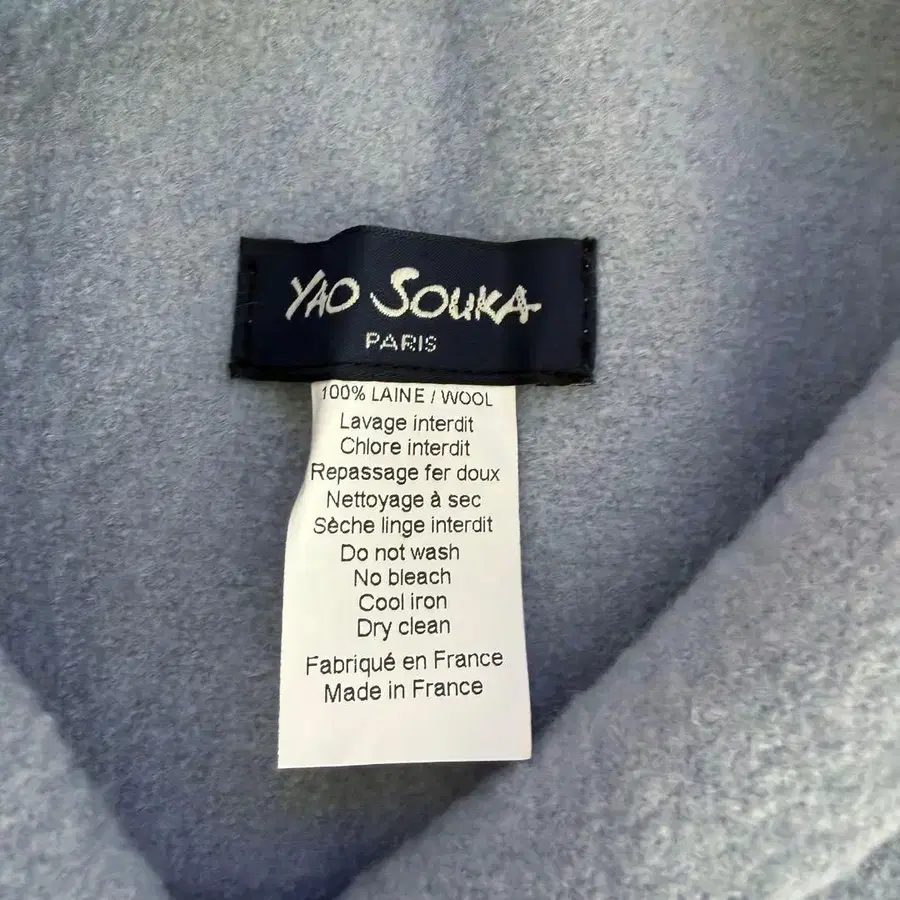 YAO SOUKA
PARIS
100% LAINE / WOOL
Lavage interdit
Chlore interdit
Repassage fer doux
Nettoyage à sec
Sèche linge interdit
Do not wash
No bleach
Cool iron
Dry clean
Fabriqué en France
Made in France